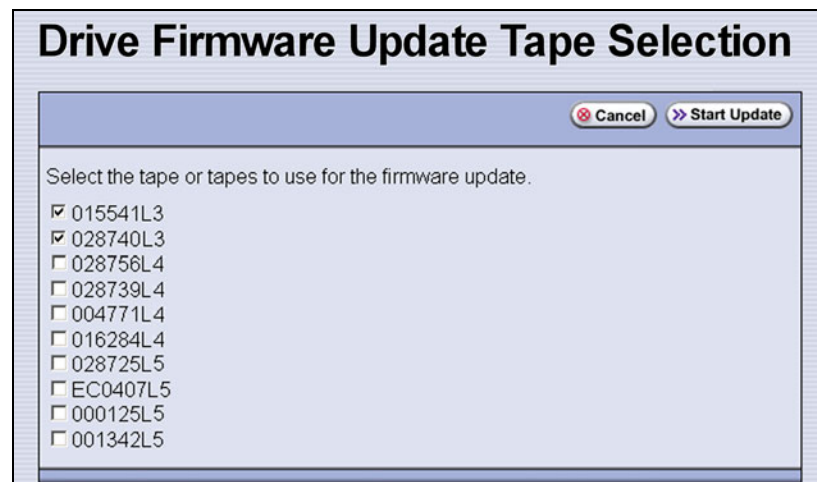 Drive Firmware Update Tape Selection
Cancel Start Update
Select the tape or tapes to use for the firmware update.
015541L3
028740L3
028756L4
028739L4
004771L4
016284L4
028725L5
EC0407L5
000125L5
001342L5